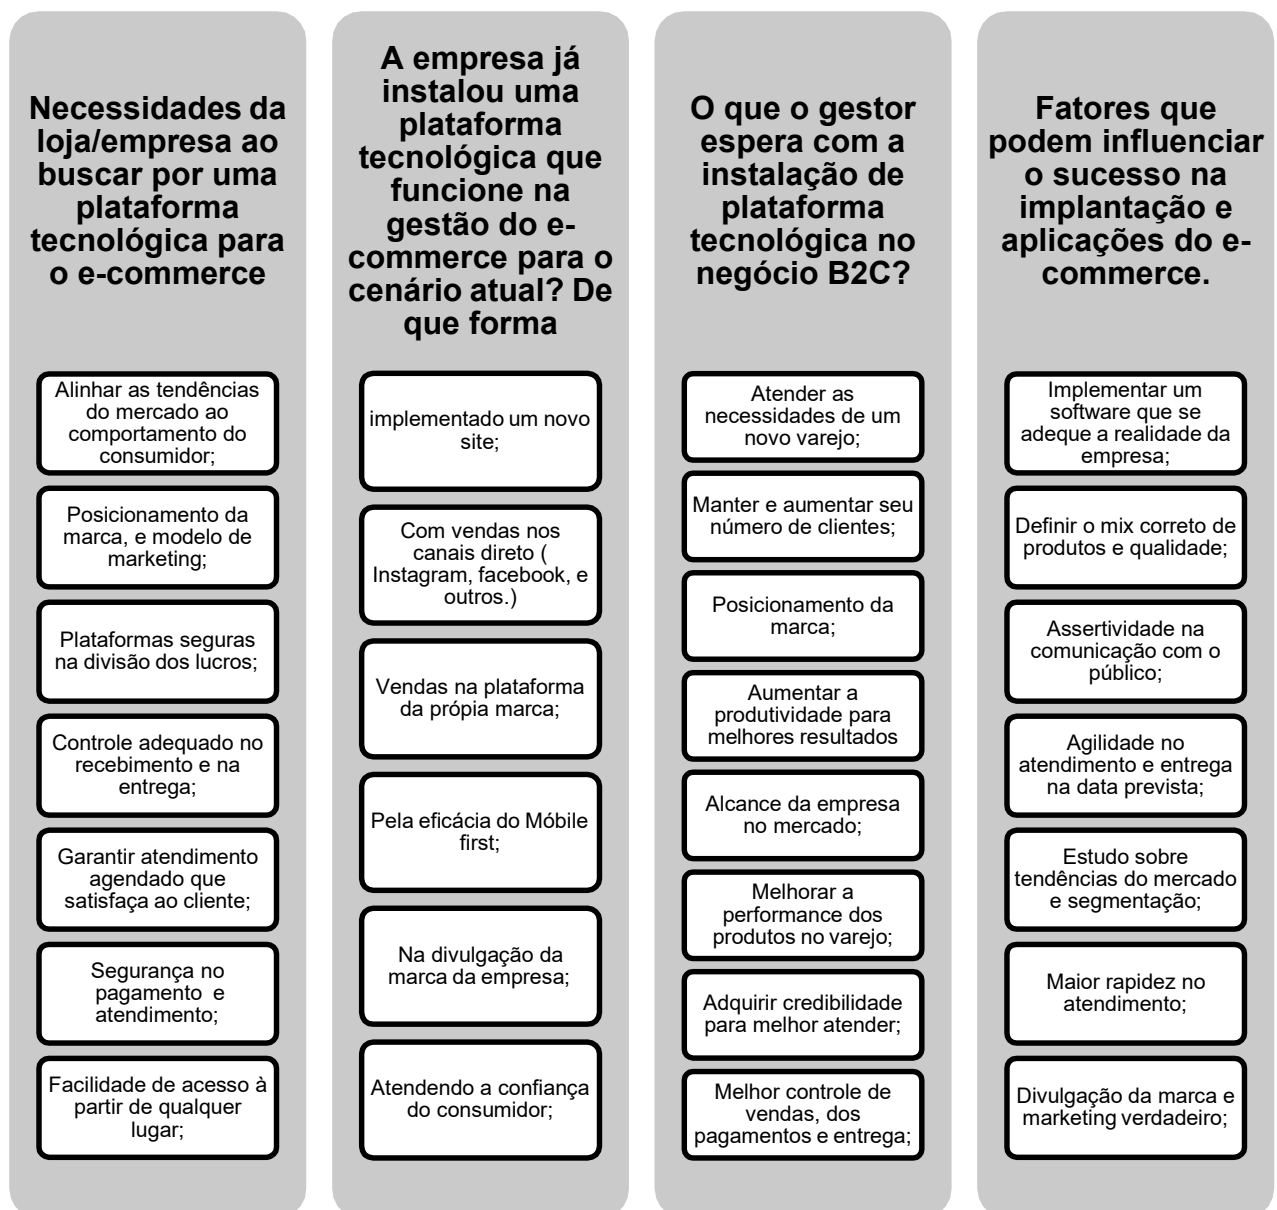 Necessidades da
loja/empresa ao
buscar por uma
plataforma
tecnológica para
o e-commerce
Alinhar as tendências
do mercado ao
comportamento do
consumidor;
Posicionamento da
marca, e modelo de
marketing;
Plataformas seguras
na divisão dos lucros;
Controle adequado no
recebimento e na
entrega;
Garantir atendimento
agendado que
satisfaça ao cliente;
Segurança no
pagamento e
atendimento;
Facilidade de acesso à
partir de qualquer
lugar;
A empresa já
instalou uma
plataforma
tecnológica que
funcione na
gestão do e-
commerce para o
cenário atual? De
que forma
implementado um novo
site;
Com vendas nos
canais direto (
Instagram, facebook, e
outros.)
Vendas na plataforma
da própia marca;
Pela eficácia do Móbile
first;
Na divulgação da
marca da empresa;
Atendendo a confiança
do consumidor;
O que o gestor
espera com a
instalação de
plataforma
tecnológica no e-
negócio B2C?
Atender as
necessidades de um
novo varejo;
Manter e aumentar seu
número de clientes;
Posicionamento da
marca;
Aumentar a
produtividade para
melhores resultados
Alcance da empresa
no mercado;
Melhorar a
performance dos
produtos no varejo;
Adquirir credibilidade
para melhor atender;
Melhor controle de
vendas, dos
pagamentos e entrega;
Fatores que
podem influenciar
o sucesso na
implantação e
aplicações do e-
commerce.
Implementar um
software que se
adeque a realidade da
empresa;
Definir o mix correto de
produtos e qualidade;
Assertividade na
comunicação com o
público;
Agilidade no
atendimento e entrega
na data prevista;
Estudo sobre
tendências do mercado
e segmentação;
Maior rapidez no
atendimento;
Divulgação da marca e
marketing verdadeiro;